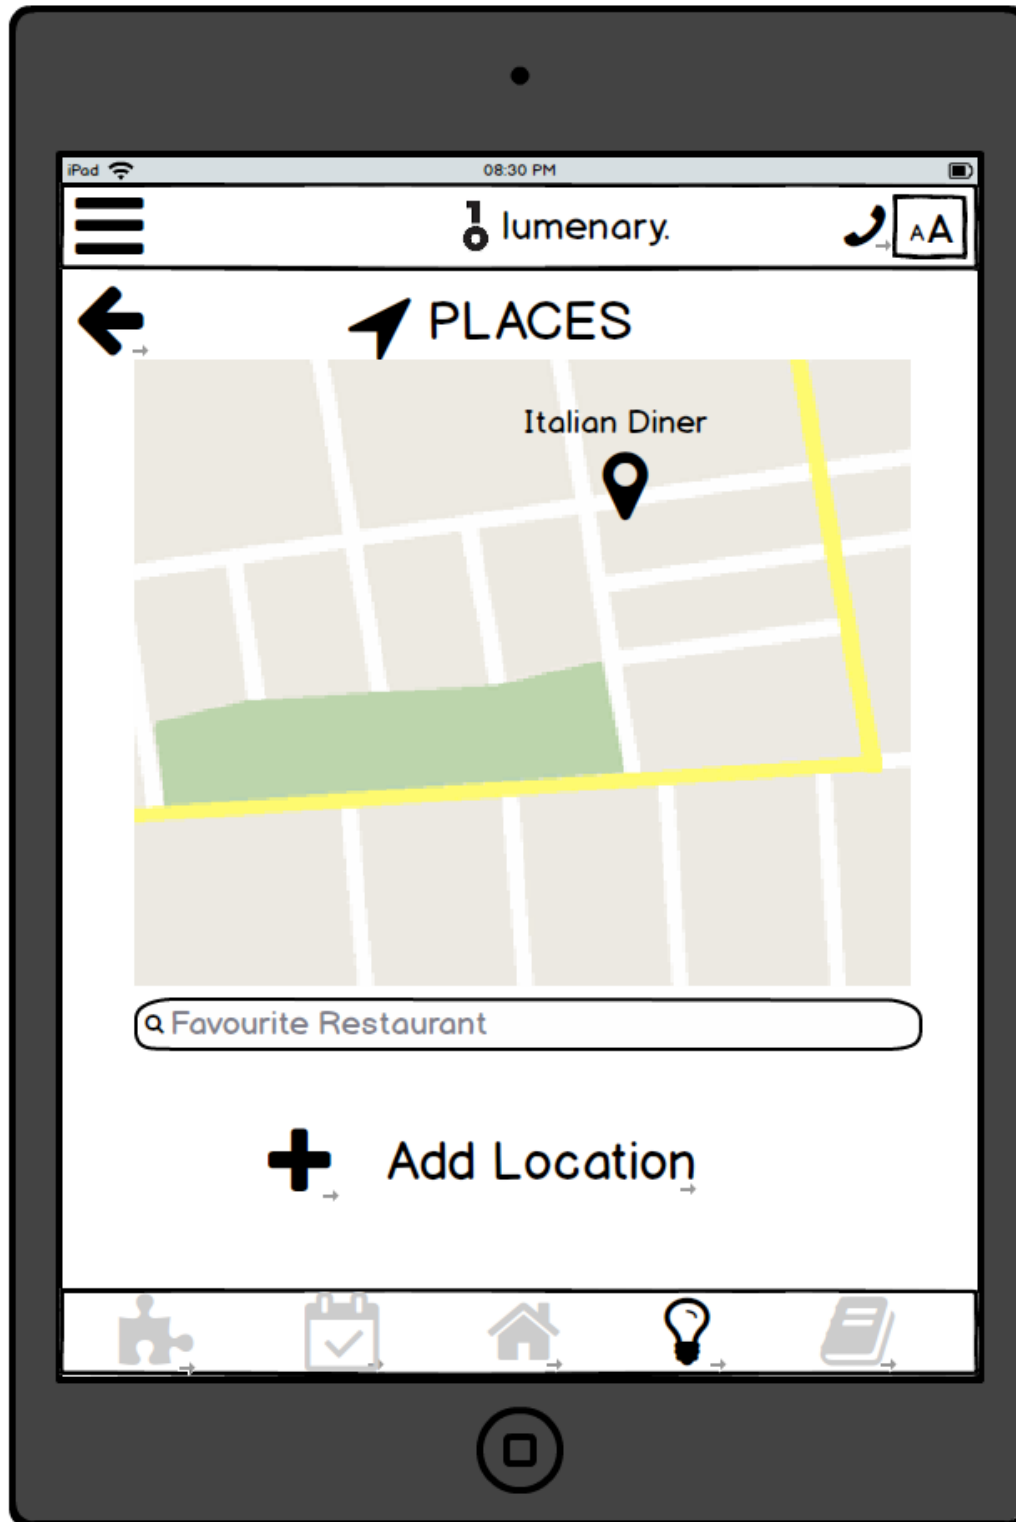 iPad 08:30 PM
lumenary. AA
PLACES
Italian Diner
Favourite Restaurant
Add Location